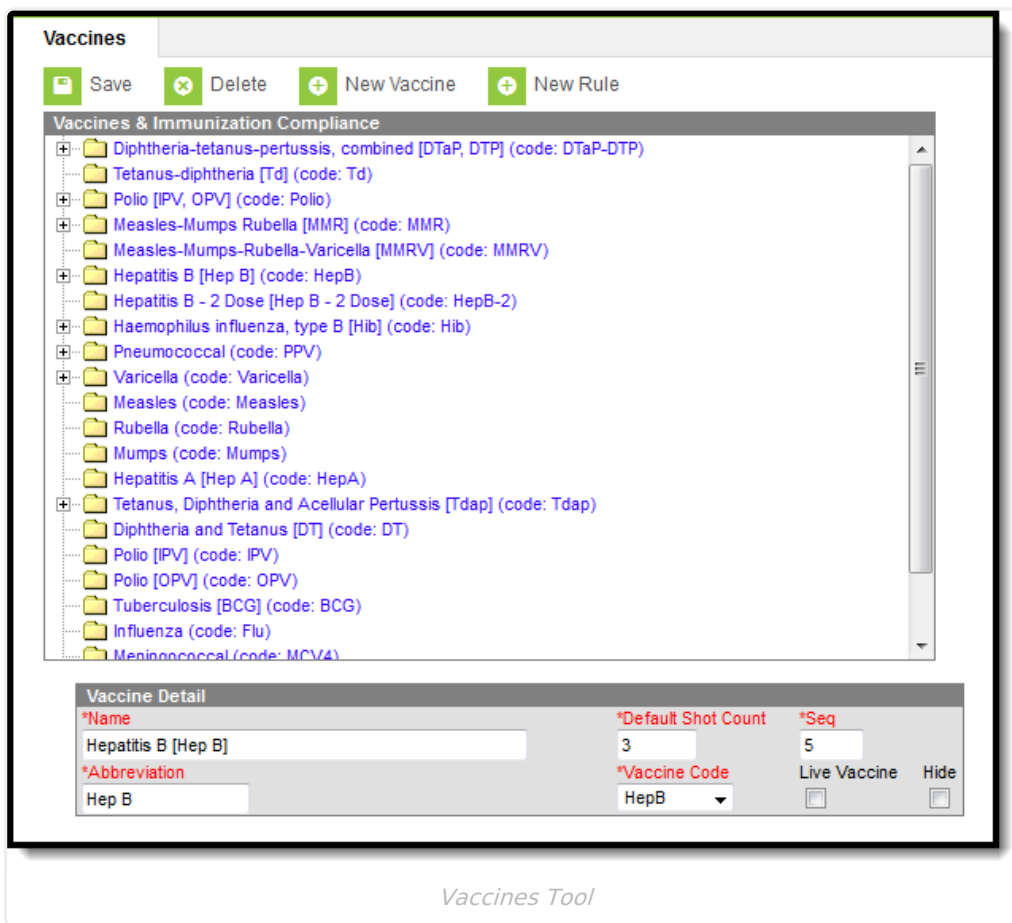 Vaccines
Save Delete New Vaccine New Rule
Vaccines & Immunization Compliance
Diphtheria-tetanus-pertussis, combined [DTaP, DTP] (code: DTaP-DTP)
Tetanus-diphtheria [Td] (code: Td)
Polio [IPV, OPV] (code: Polio)
Measles-Mumps Rubella [MMR] (code: MMR)
Measles-Mumps-Rubella-Varicella [MMRV] (code: MMRV)
Hepatitis B [Hep B] (code: HepB)
Hepatitis B - 2 Dose [Hep B - 2 Dose] (code: HepB-2)
Haemophilus influenza, type B [Hib] (code: Hib)
Pneumococcal (code: PPV)
Varicella (code: Varicella)
Measles (code: Measles)
Rubella (code: Rubella)
Mumps (code: Mumps)
Hepatitis A [Hep A] (code: HepA)
Tetanus, Diphtheria and Acellular Pertussis [Tdap] (code: Tdap)
Diphtheria and Tetanus [DT] (code: DT)
Polio [IPV] (code: IPV)
Polio [OPV] (code: OPV)
Tuberculosis [BCG] (code: BCG)
Influenza (code: Flu)
Meningococcal (code: MCV4)
Vaccine Detail
*Name *Default Shot Count *Seq
Hepatitis B [Hep B] 3 5
*Abbreviation *Vaccine Code Live Vaccine Hide
Hep B HepB
Vaccines Tool